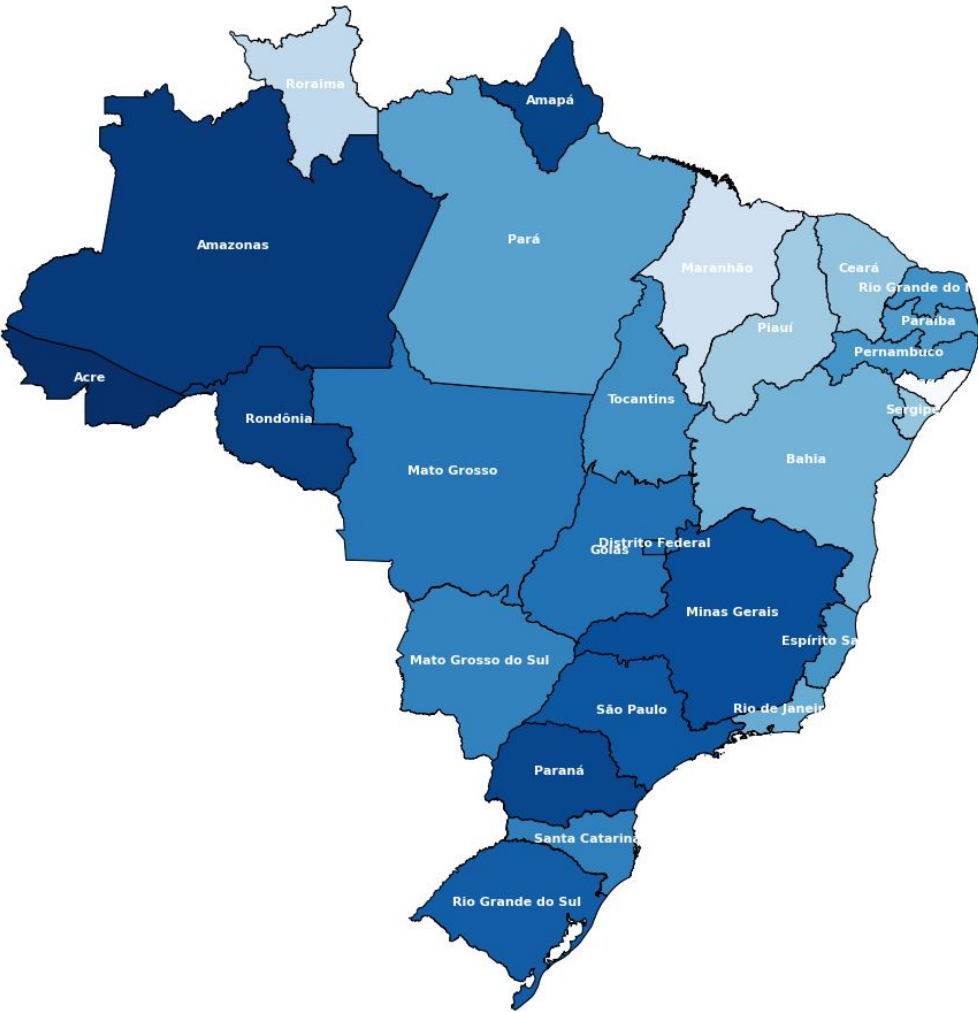 Roraima
Amapá
Pará
Amazonas
Maranhão
Ceará
Rio Grande do
Paraíba
Piauí
Pernambuco
Acre
Tocantins
Sergipe
Rondônia
Bahia
Mato Grosso
Distrito Federal
Goiás
Minas Gerais
Espírito Sa
Mato Grosso do Sul
Rio de Janeir
São Paulo
Paraná
Santa Catarina
Rio Grande do Sul